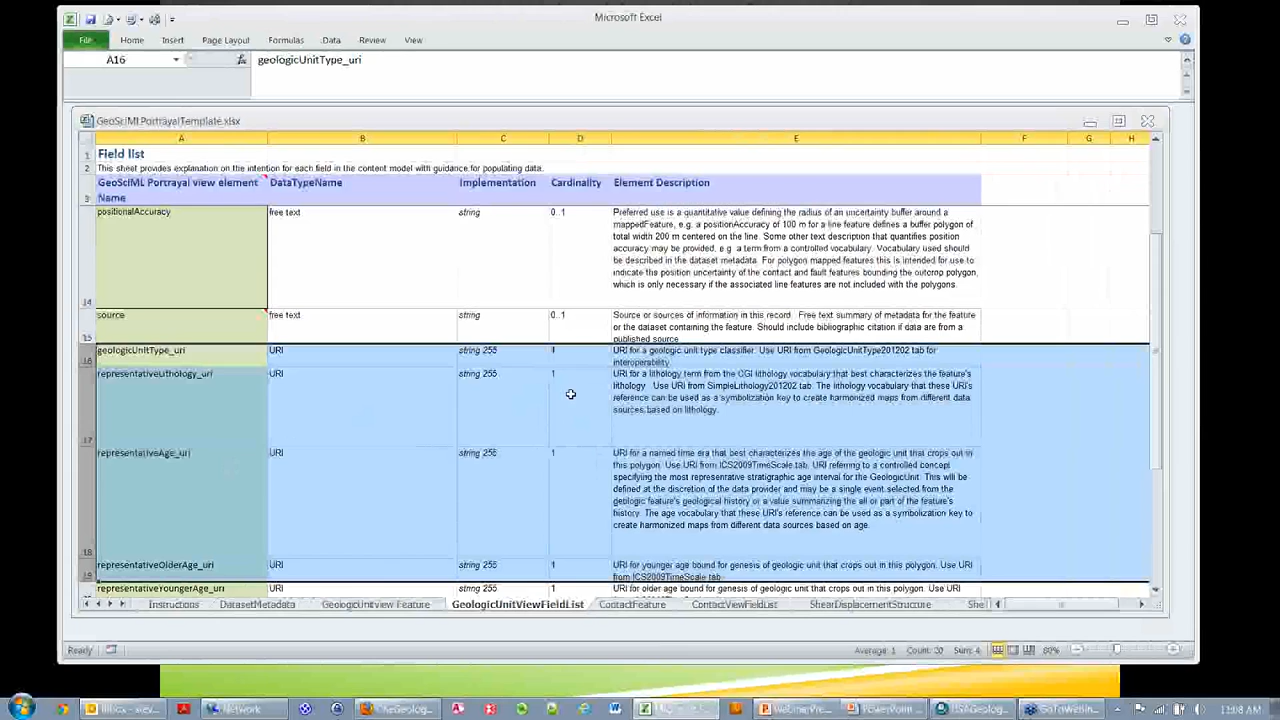 Microsoft Excel
File Home Insert Page Layout Formulas Data Review View
A16 fx geologicUnitType_uri
GeoSciMLPortrayalTemplate.xlsx
A B C D E F G H
1 Field list
2 This sheet provides explanation on the intention for each field in the content model with guidance for populating data.
GeoSciML Portrayal view element DataTypeName Implementation Cardinality Element Description
3 Name
positionalAccuracy free text string 0..1 Preferred use is a quantitative value defining the radius of an uncertainty buffer around a
mappedFeature, e.g. a positionAccuracy of 100 m for a line feature defines a buffer polygon of
total width 200 m centered on the line. Some other text description that quantifies position
accuracy may be provided, e.g. a term from a controlled vocabulary. Vocabulary used should
be described in the dataset metadata. For polygon mapped features this is intended for use to
indicate the position uncertainty of the contact and fault features bounding the outcrop polygon,
which is only necessary if the associated line features are not included with the polygons.
14
source free text string 0..1 Source or sources of information in this record. Free text summary of metadata for the feature
or the dataset containing the feature. Should include bibliographic citation if data are from a
15 published source
geologicUnitType_uri URI string 255 1 URI for a geologic unit type classifier. Use URI from GeologicUnitType201202 tab for
16 interoperability
representativeLithology_uri URI string 255 1 URI for a lithology term from the CGI lithology vocabulary that best characterizes the feature's
lithology. Use URI from SimpleLithology201202 tab. The lithology vocabulary that these URI's
reference can be used as a symbolization key to create harmonized maps from different data
sources based on lithology.
17
representativeAge_uri URI string 255 1 URI for a named time era that best characterizes the age of the geologic unit that crops out in
this polygon. Use URI from ICS2009TimeScale tab. URI referring to a controlled concept
specifying the most representative stratigraphic age interval for the GeologicUnit. This will be
defined at the discretion of the data provider and may be a single event selected from the
geologic feature's geological history or a value summarizing the all or part of the feature's
history. The age vocabulary that these URI's reference can be used as a symbolization key to
create harmonized maps from different data sources based on age.
18
representativeOlderAge_uri URI string 255 1 URI for younger age bound for genesis of geologic unit that crops out in this polygon. Use URI
19 from ICS2009TimeScale tab
representativeYoungerAge_uri URI string 255 1 URI for older age bound for genesis of geologic unit that crops out in this polygon. Use URI
Instructions DatasetMetadata GeologicUnitView Feature GeologicUnitViewFieldList ContactFeature ContactViewFieldList ShearDisplacementStructure She
Ready Average: 1 Count: 20 Sum: 4 80%
Network PowerPoint GoToWebin... 11:08 AM